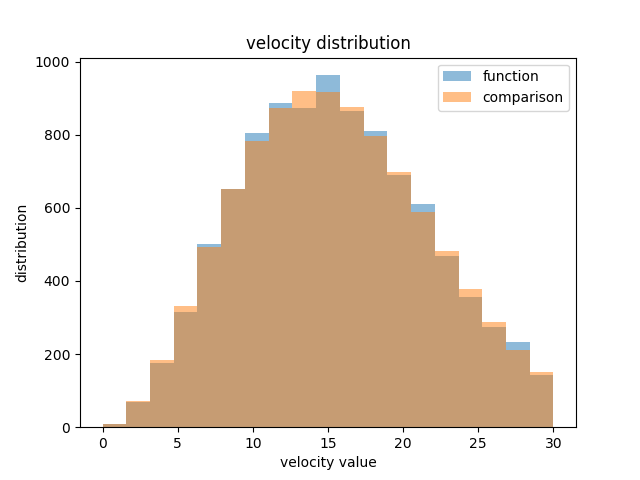 velocity distribution
function
comparison
distribution
1000
800
600
400
200
0
0 5 10 15 20 25 30
velocity value